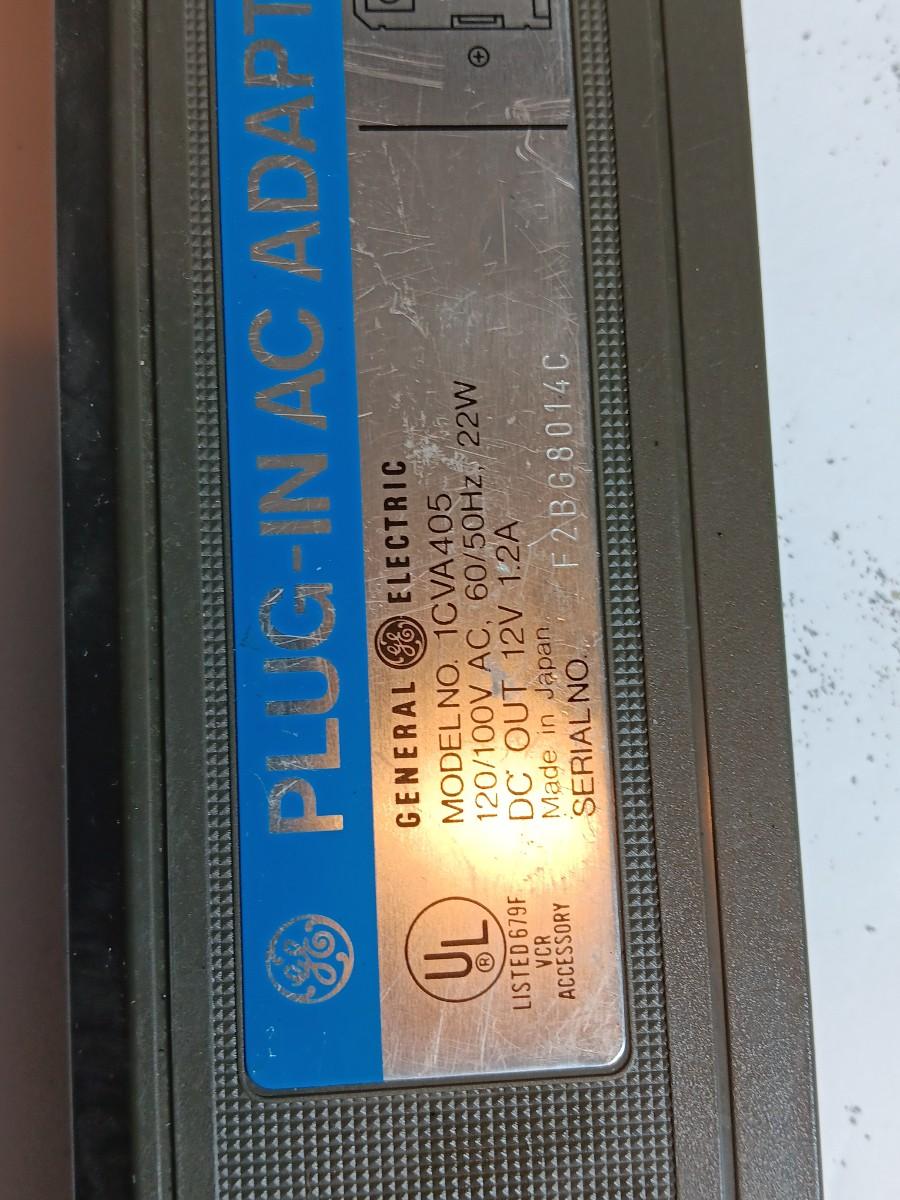 PLUG-IN AC ADAPT
GENERAL GE ELECTRIC
MODEL NO. 1CVA405
120/100V AC, 60/50Hz, 22W
DC OUT 12V 1.2A
Made in Japan
SERIAL NO. F2BG8014C
UL ®
LISTED 679F
VCR
ACCESSORY